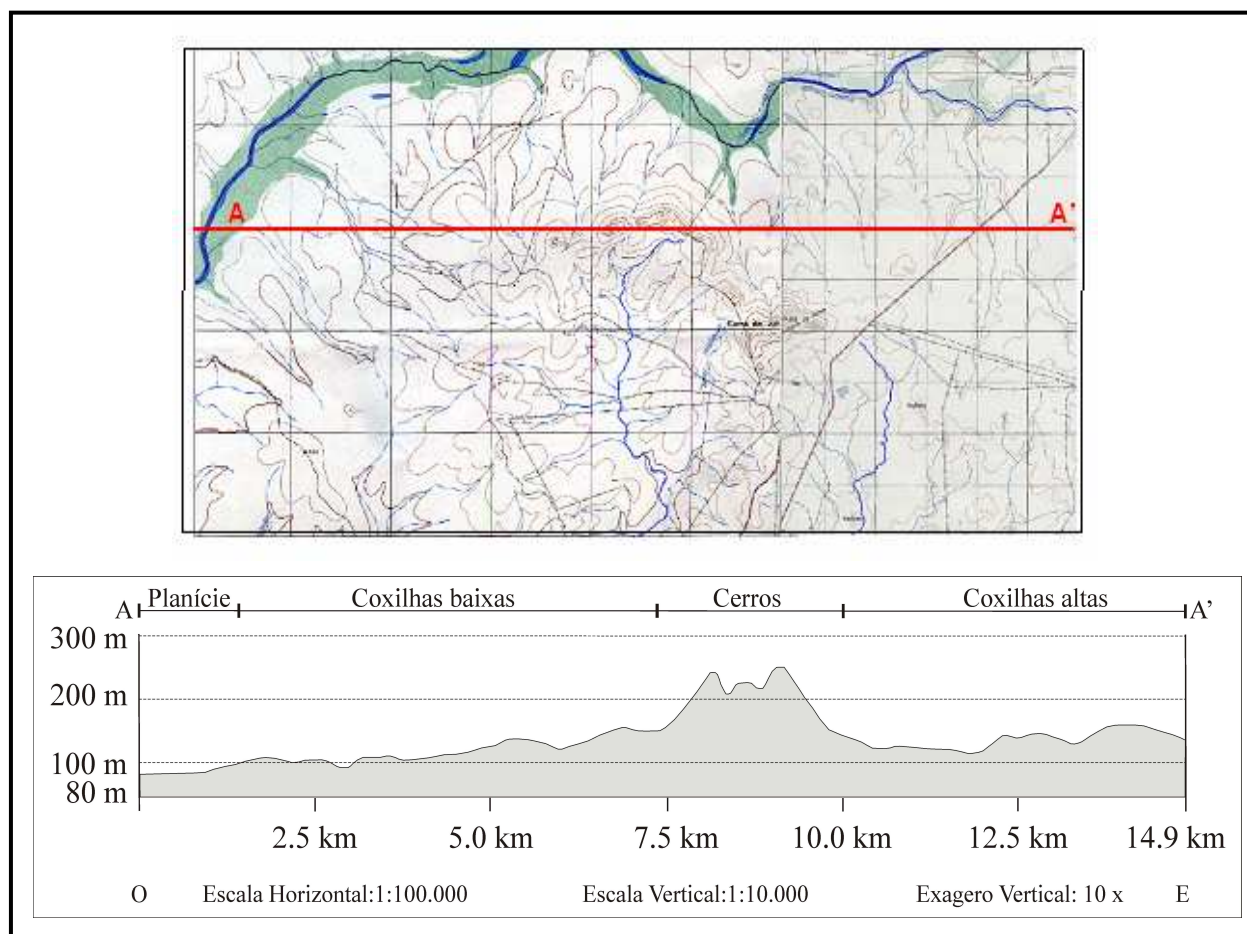 A A'
A Planície Coxilhas baixas Cerros Coxilhas altas A'
300 m
200 m
100 m
80 m
2.5 km 5.0 km 7.5 km 10.0 km 12.5 km 14.9 km
O Escala Horizontal:1:100.000 Escala Vertical:1:10.000 Exagero Vertical: 10 x E